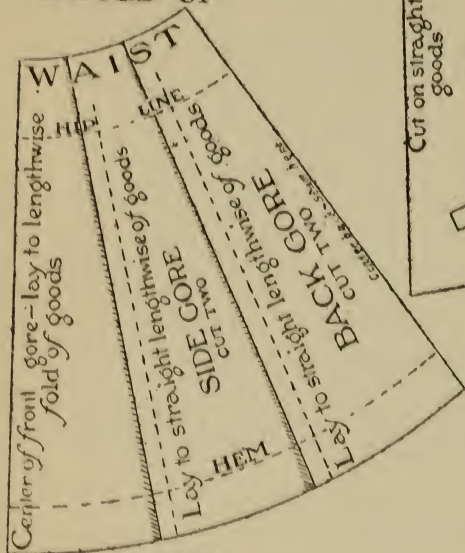 WAIST
HIP LINE
Center of front gore—lay to lengthwise
fold of goods
Lay to straight lengthwise of goods
SIDE GORE
CUT TWO
Lay to straight lengthwise of goods
BACK GORE
CUT TWO
HEM
Cut on straight
goods